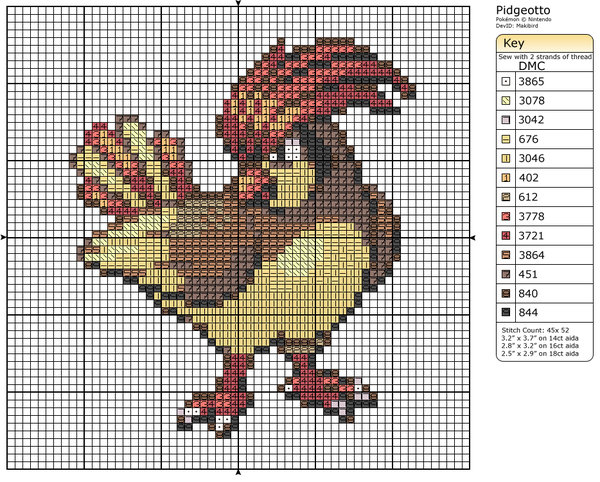 Pidgeotto
Pokémon © Nintendo
DevID: Makibird
Key
Sew with 2 strands of thread
DMC
3865
3078
3042
676
3046
402
612
3778
3721
3864
451
840
844
Stitch Count: 45x 52
3.2" x 3.7" on 14ct aida
2.8" x 3.2" on 16ct aida
2.5" x 2.9" on 18ct aida